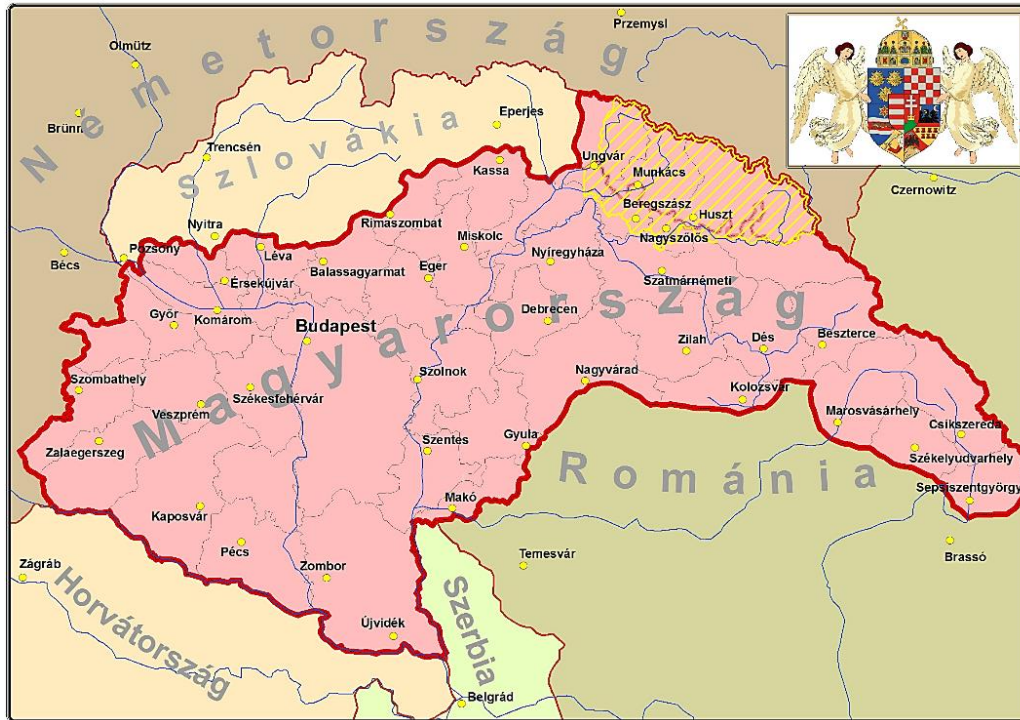 Németország
Przemysl
Olmütz
Brünn
Szlovákia
Eperjes
Trencsén
Kassa
Ungvár
Munkács
Czernowitz
Beregszász
Huszt
Nagyszőlős
Nyitra
Rimaszombat
Pozsony
Bécs
Léva
Miskolc
Balassagyarmat
Eger
Nyíregyháza
Érsekújvár
Szatmárnémeti
Magyarország
Győr
Komárom
Budapest
Debrecen
Zilah
Dés
Beszterce
Szombathely
Szolnok
Nagyvárad
Kolozsvár
Veszprém
Székesfehérvár
Marosvásárhely
Csíkszereda
Zalaegerszeg
Szentes
Gyula
Székelyudvarhely
Románia
Sepsiszentgyörgy
Kaposvár
Makó
Pécs
Temesvár
Brassó
Zágráb
Zombor
Horvátország
Szerbia
Újvidék
Belgrád